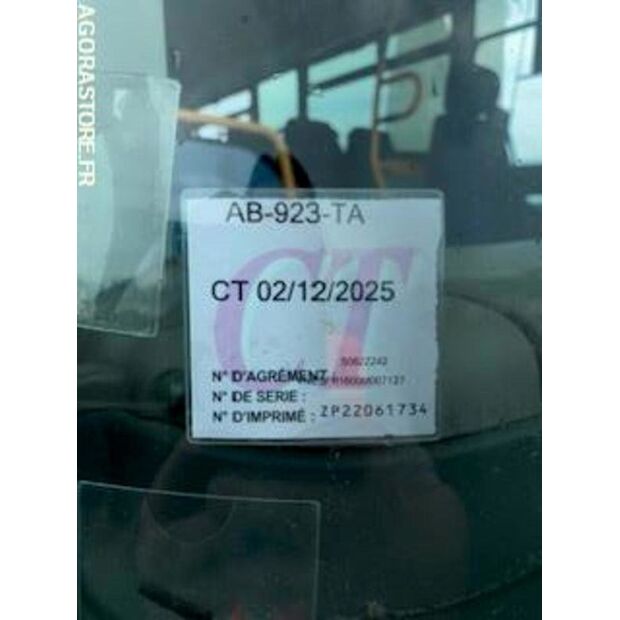 AGORASTORE.FR
AB-923-TA
CT 02/12/2025
CT
N° D'AGRÉMENT :
N° DE SERIE :
N° D'IMPRIMÉ : ZP22061734